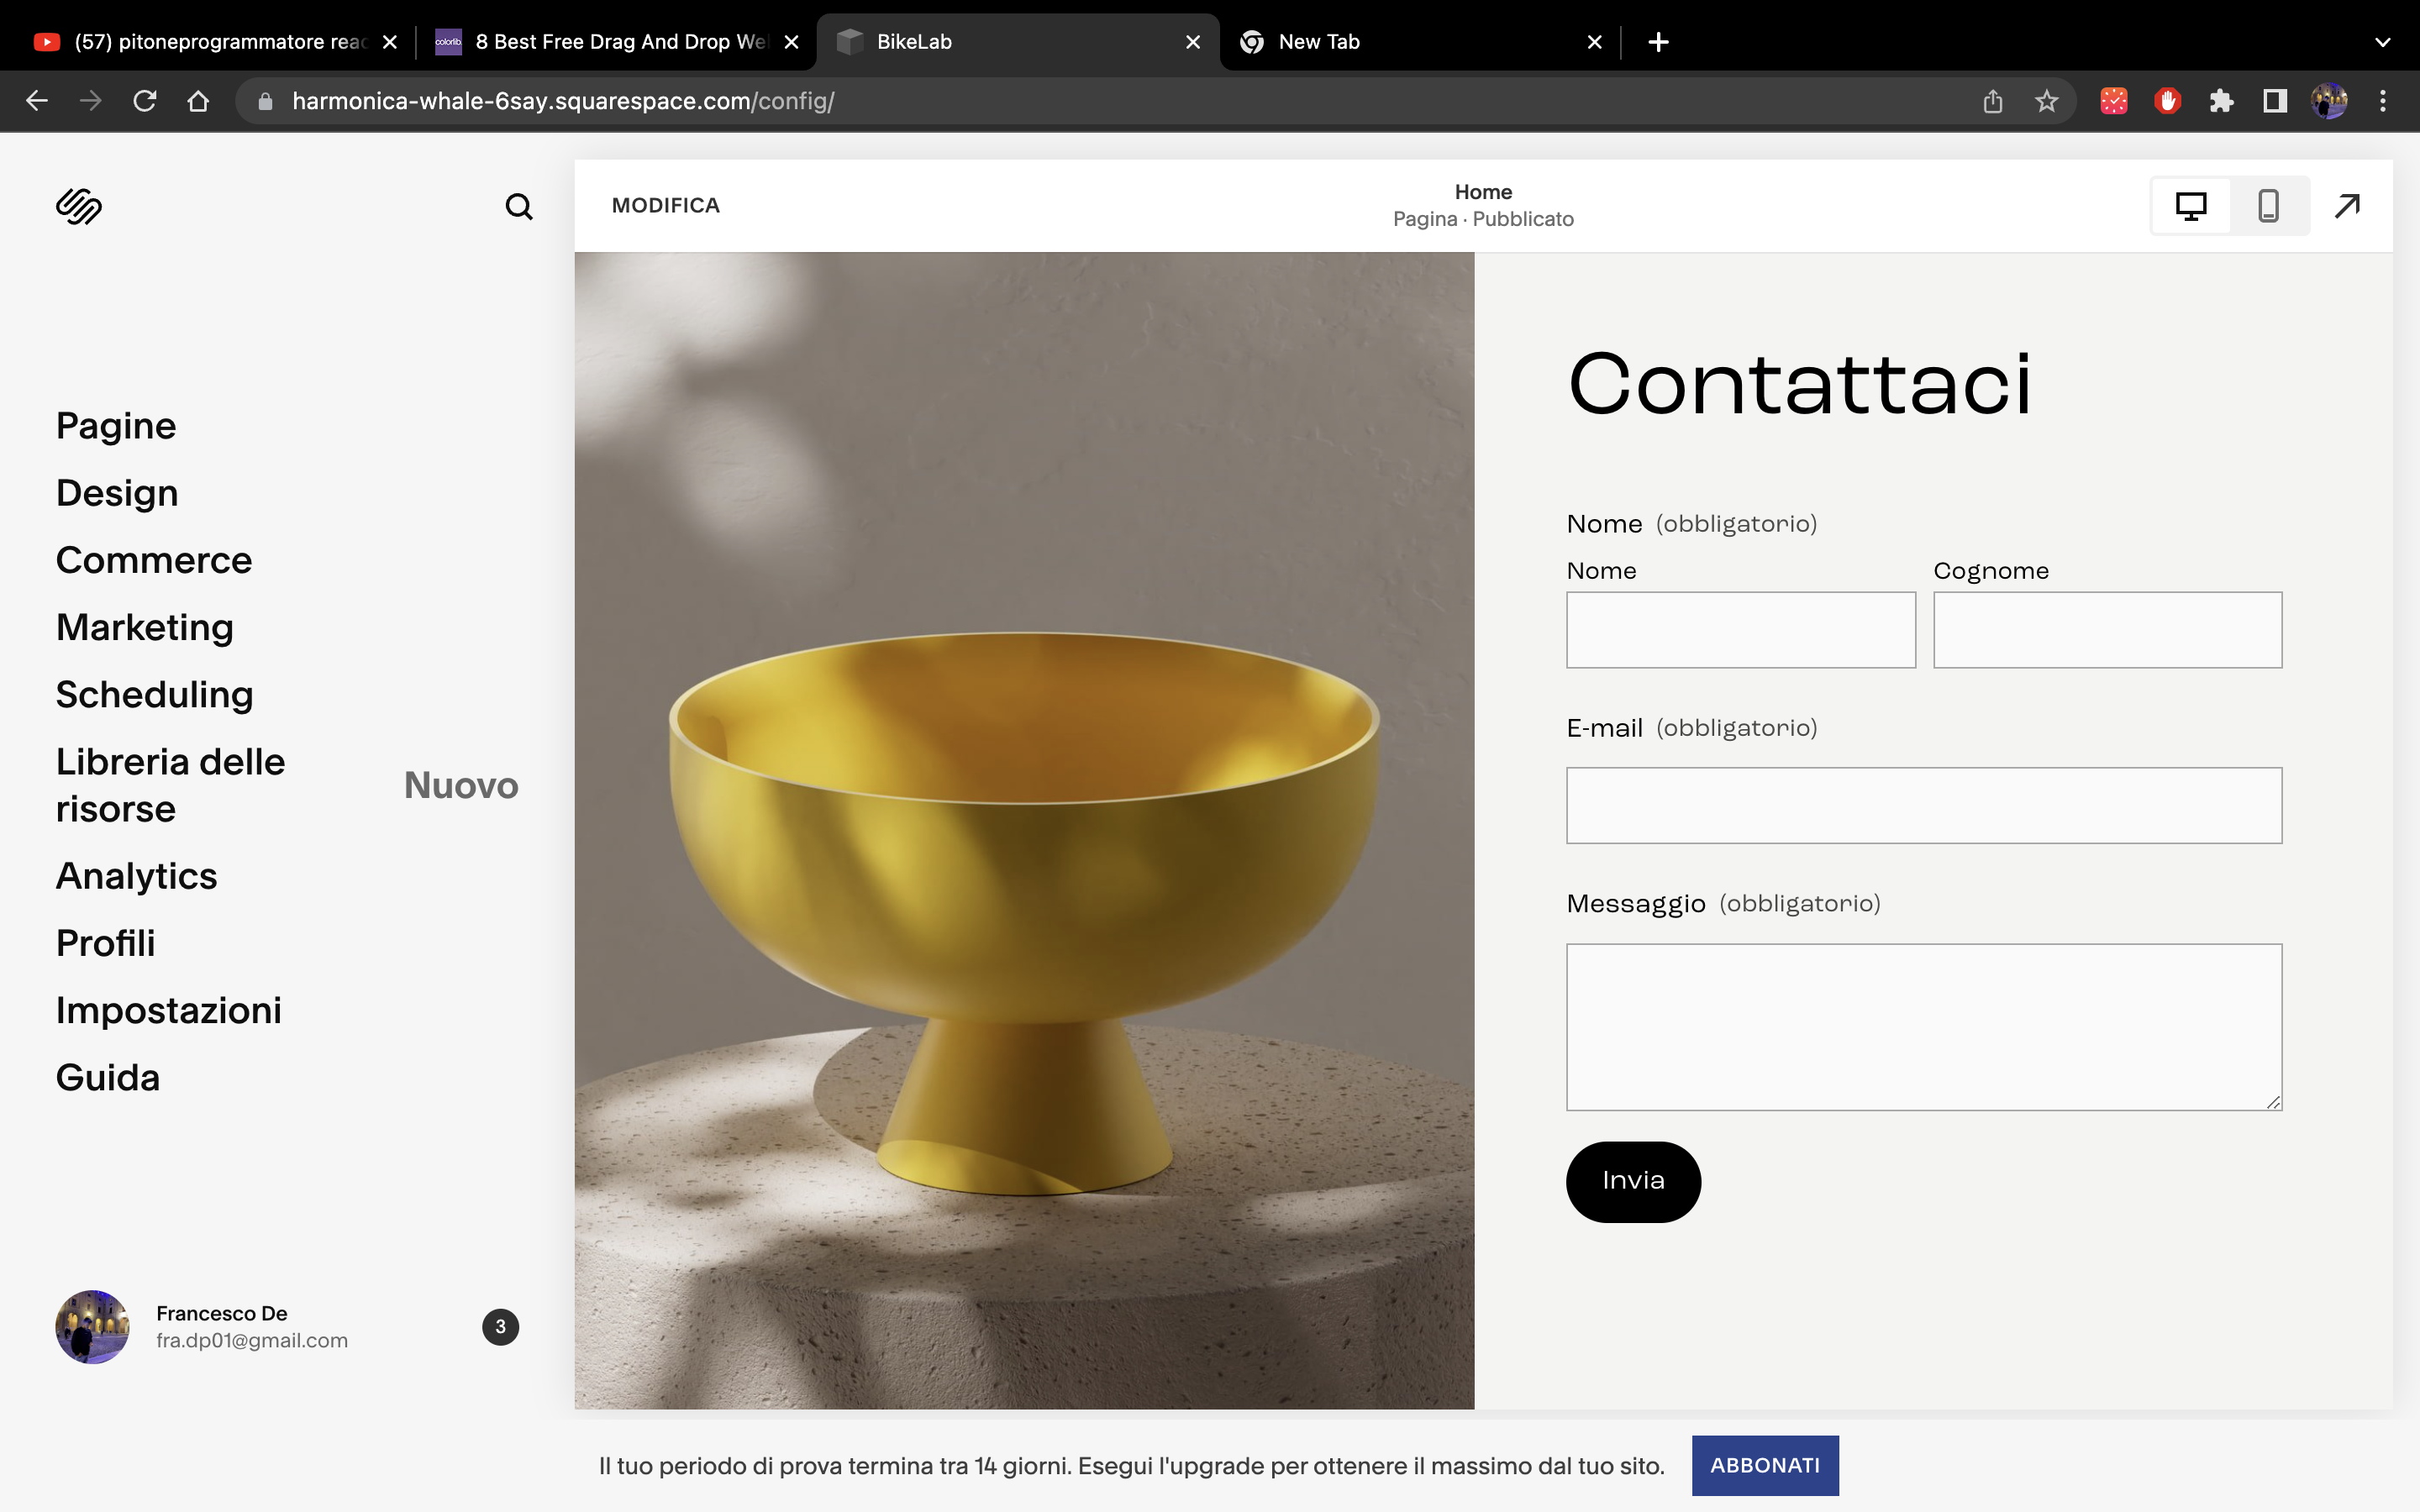 (57) pitoneprogrammatore reac
colorlib.
8 Best Free Drag And Drop We
BikeLab
New Tab
harmonica-whale-6say.squarespace.com/config/
MODIFICA
Home
Pagina · Pubblicato
Pagine
Design
Commerce
Marketing
Scheduling
Libreria delle
risorse
Nuovo
Analytics
Profili
Impostazioni
Guida
Francesco De
fra.dp01@gmail.com
3
Contattaci
Nome (obbligatorio)
Nome
Cognome
E-mail (obbligatorio)
Messaggio (obbligatorio)
Invia
Il tuo periodo di prova termina tra 14 giorni. Esegui l'upgrade per ottenere il massimo dal tuo sito.
ABBONATI